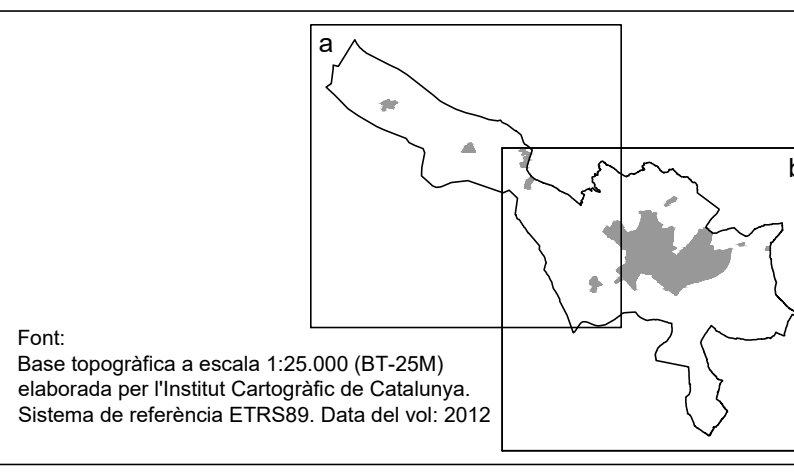 a
b
Font:
Base topogràfica a escala 1:25.000 (BT-25M)
elaborada per l'Institut Cartogràfic de Catalunya.
Sistema de referència ETRS89. Data del vol: 2012